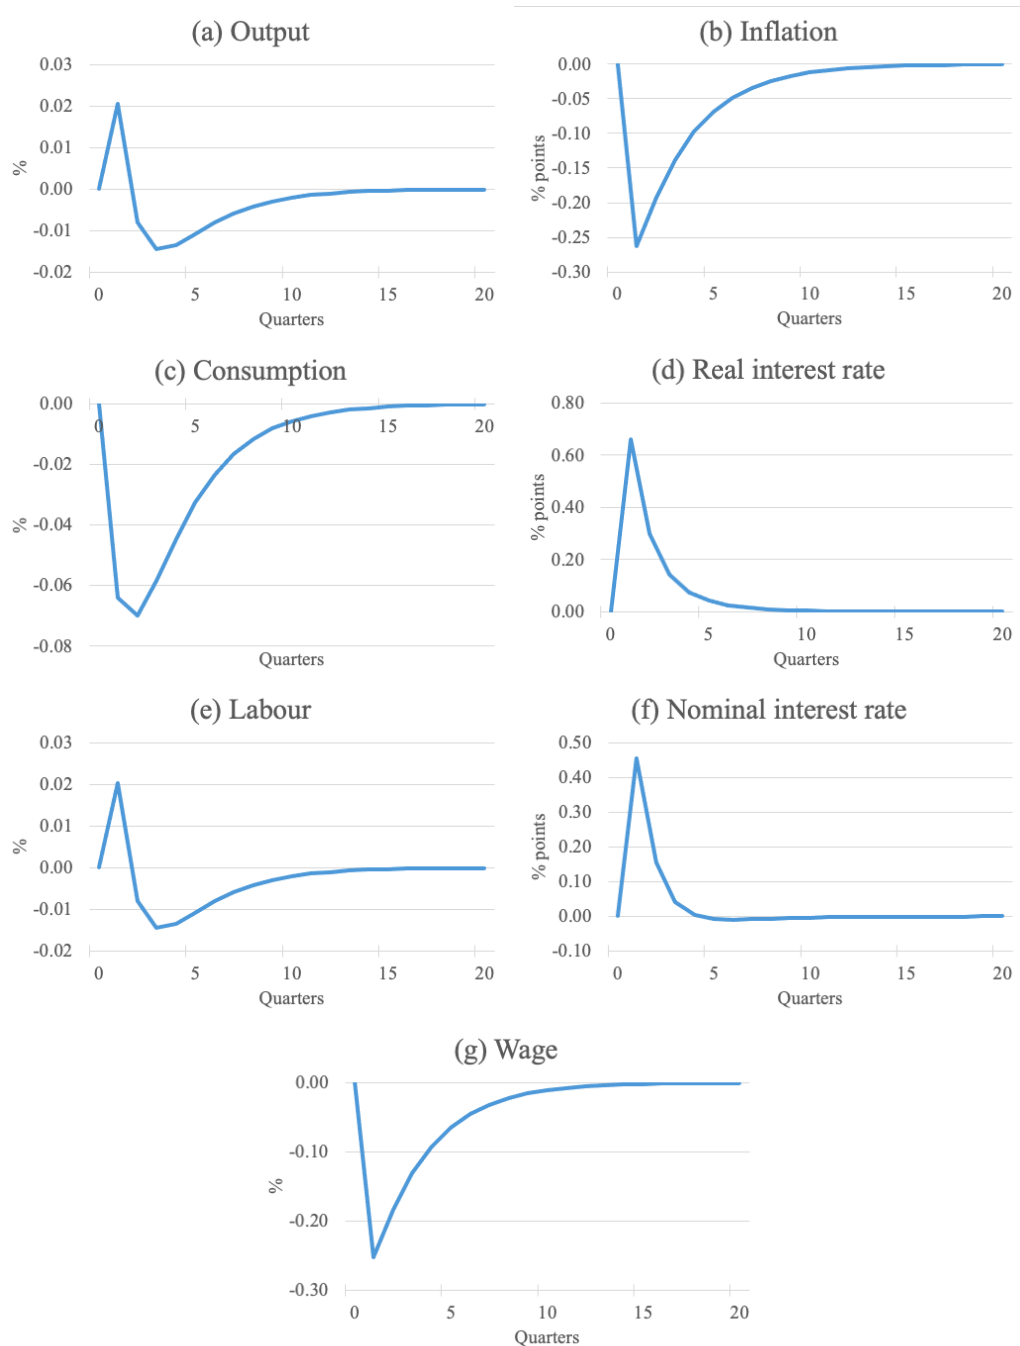 (a) Output
0.03
0.02
0.01
0.00
-0.01
-0.02
%
0 5 10 15 20
Quarters
(b) Inflation
0.00
-0.05
-0.10
-0.15
-0.20
-0.25
-0.30
% points
0 5 10 15 20
Quarters
(c) Consumption
0.00
-0.02
-0.04
-0.06
-0.08
%
0 5 10 15 20
Quarters
(d) Real interest rate
0.80
0.60
0.40
0.20
0.00
% points
0 5 10 15 20
Quarters
(e) Labour
0.03
0.02
0.01
0.00
-0.01
-0.02
%
0 5 10 15 20
Quarters
(f) Nominal interest rate
0.50
0.40
0.30
0.20
0.10
0.00
-0.10
% points
0 5 10 15 20
Quarters
(g) Wage
0.00
-0.10
-0.20
-0.30
%
0 5 10 15 20
Quarters